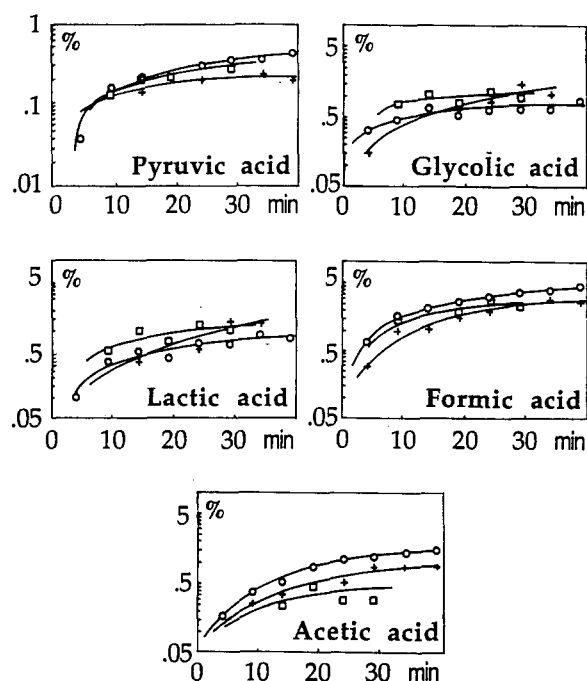 1
%
0.1
.01
Pyruvic acid
0 10 20 30 min
5
%
.5
.05
Glycolic acid
0 10 20 30 min
5
%
.5
.05
Lactic acid
0 10 20 30 min
5
%
.5
.05
Formic acid
0 10 20 30 min
5
%
.5
.05
Acetic acid
0 10 20 30 min